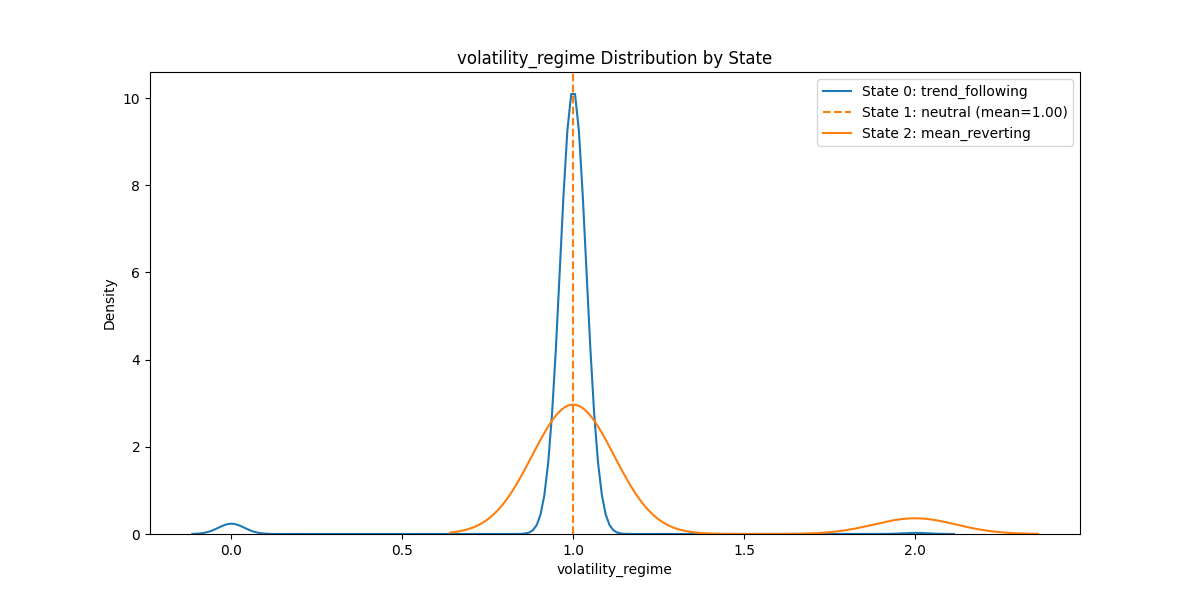 volatility_regime Distribution by State
State 0: trend_following
State 1: neutral (mean=1.00)
State 2: mean_reverting
Density
10
8
6
4
2
0
0.0 0.5 1.0 1.5 2.0
volatility_regime